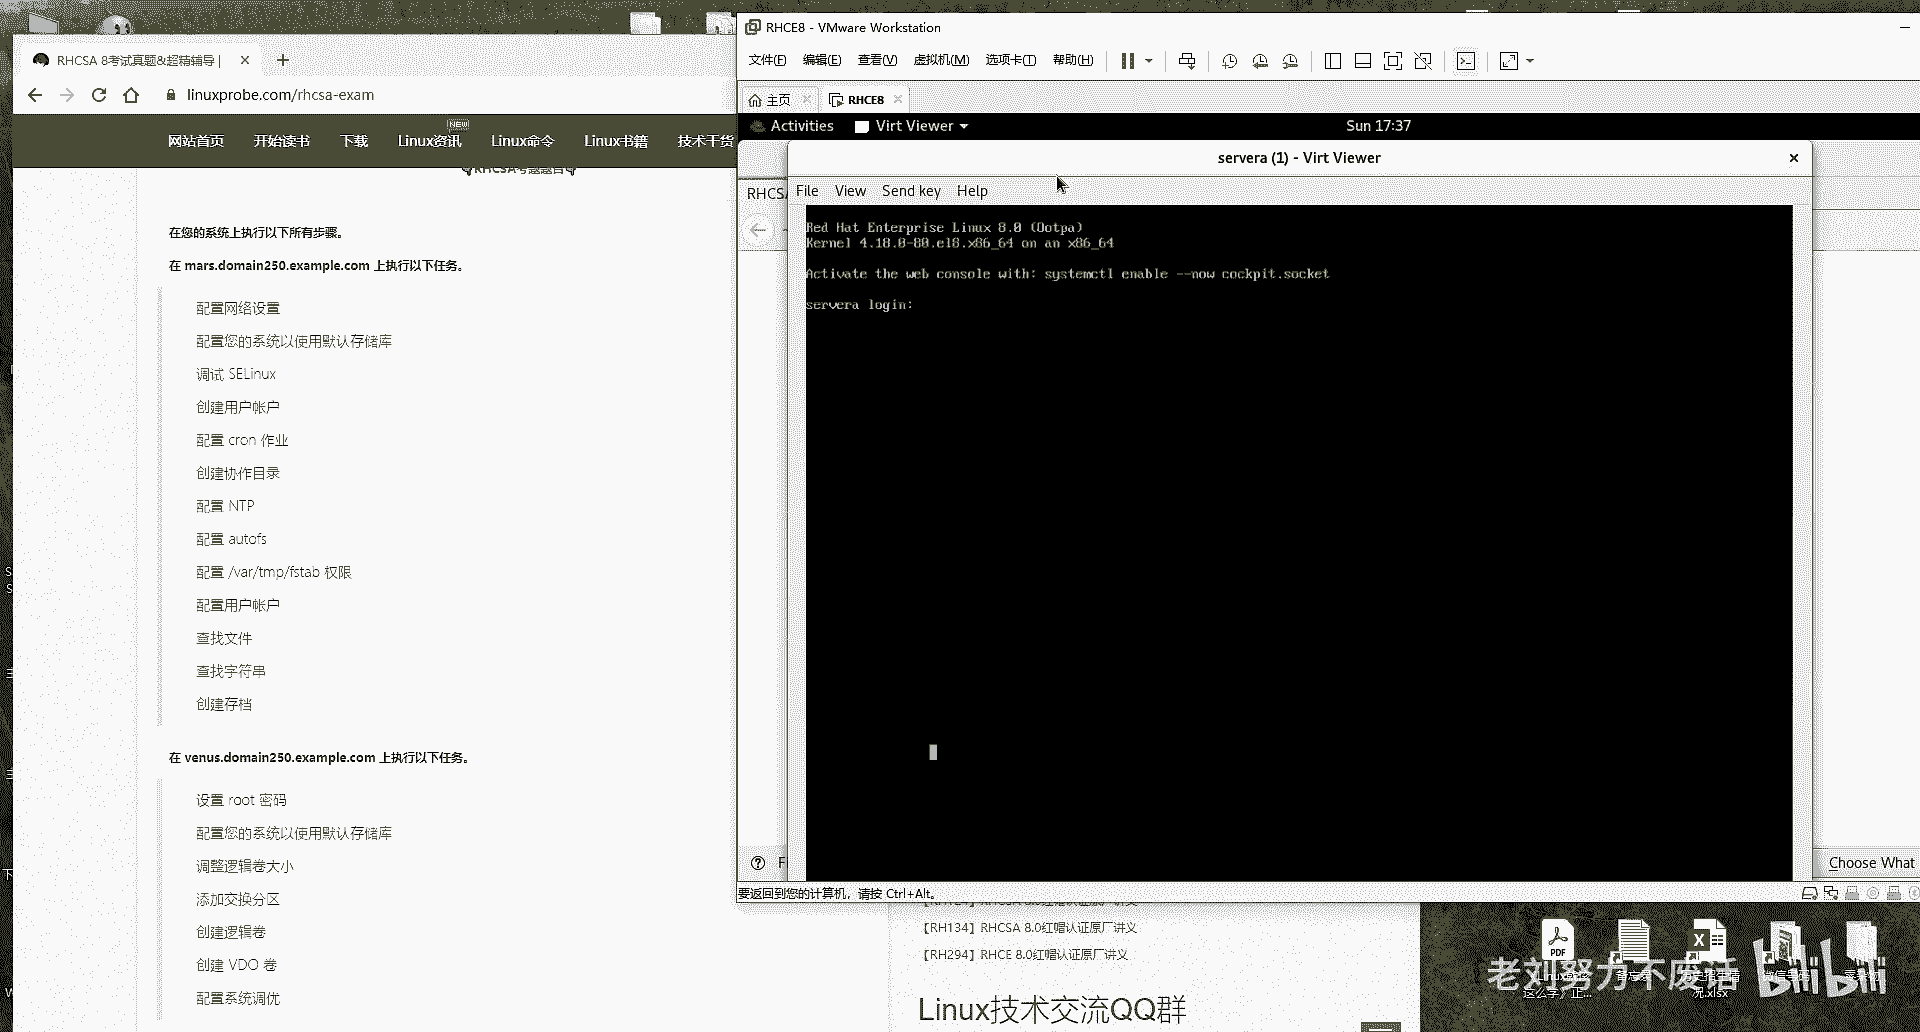 RHCSA 8考试真题&超精辅导 |
linuxprobe.com/rhcsa-exam
网站首页 开始读书 下载 Linux资讯 NEW Linux命令 Linux书籍 技术干货
RHCSA考题题目
在您的系统上执行以下所有步骤。
在 mars.domain250.example.com 上执行以下任务。
配置网络设置
配置您的系统以使用默认存储库
调试 SELinux
创建用户帐户
配置 cron 作业
创建协作目录
配置 NTP
配置 autofs
配置 /var/tmp/fstab 权限
配置用户帐户
查找文件
查找字符串
创建存档
在 venus.domain250.example.com 上执行以下任务。
设置 root 密码
配置您的系统以使用默认存储库
调整逻辑卷大小
添加交换分区
创建逻辑卷
创建 VDO 卷
配置系统调优
RHCE8 - VMware Workstation
文件(F) 编辑(E) 查看(V) 虚拟机(M) 选项卡(T) 帮助(H)
主页 RHCE8
Activities Virt Viewer Sun 17:37
servera (1) - Virt Viewer
RHCSA
File View Send key Help
Red Hat Enterprise Linux 8.0 (Ootpa)
Kernel 4.18.0-80.el8.x86_64 on an x86_64
Activate the web console with: systemctl enable --now cockpit.socket
servera login:
Choose What
要返回到您的计算机，请按 Ctrl+Alt。
【RH134】RHCSA 8.0红帽认证原厂讲义
【RH294】RHCE 8.0红帽认证原厂讲义
Linux技术交流QQ群
PDF
老刘努力不废话 bilibili